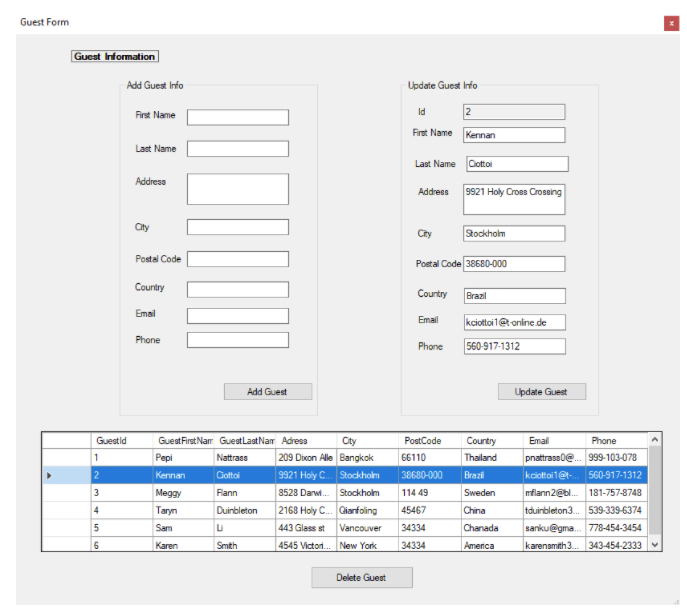 Guest Form
x
Guest Information
Add Guest Info
First Name
Last Name
Address
City
Postal Code
Country
Email
Phone
Add Guest
Update Guest Info
Id 2
First Name Kennan
Last Name Ciottoi
Address 9921 Holy Cross Crossing
City Stockholm
Postal Code 38680-000
Country Brazil
Email kciottoi1@t-online.de
Phone 560-917-1312
Update Guest
GuestId GuestFirstNam GuestLastNam Adress City PostCode Country Email Phone
1 Pepi Nattrass 209 Dixon Alle Bangkok 66110 Thailand pnattrass0@... 999-103-078
2 Kennan Ciottoi 9921 Holy C... Stockholm 38680-000 Brazil kciottoi1@t-... 560-917-1312
3 Meggy Flann 8528 Darwi... Stockholm 114 49 Sweden mflann2@bl... 181-757-8748
4 Taryn Duinbleton 2168 Holy C... Qianfoling 45467 China tduinbleton3... 539-339-6374
5 Sam Li 443 Glass st Vancouver 34334 Chanada sanku@gma... 778-454-3454
6 Karen Smith 4545 Victori... New York 34334 America karensmith3... 343-454-2333
Delete Guest